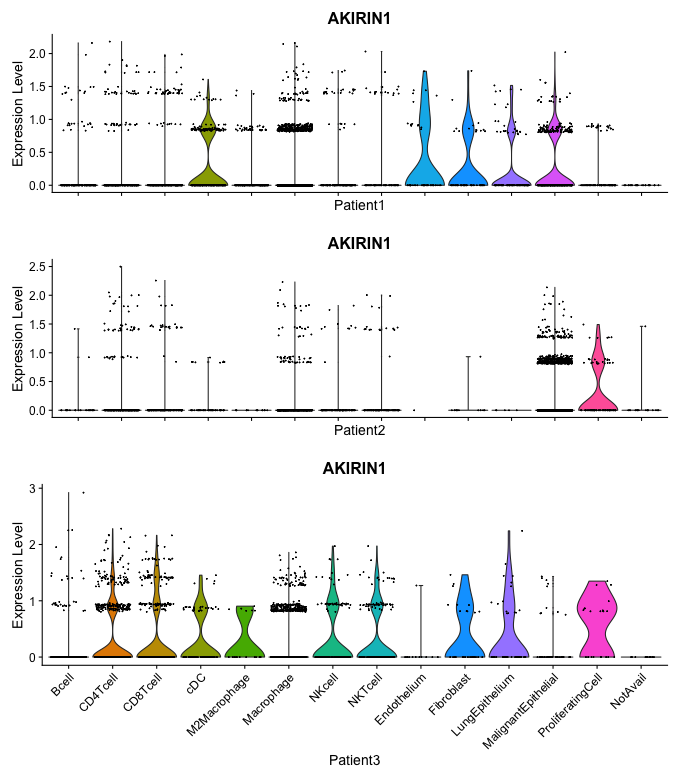 AKIRIN1
Expression Level
2.0
1.5
1.0
0.5
0.0
Patient1
AKIRIN1
Expression Level
2.5
2.0
1.5
1.0
0.5
0.0
Patient2
AKIRIN1
Expression Level
3
2
1
0
Bcell
CD4Tcell
CD8Tcell
cDC
M2Macrophage
Macrophage
NKcell
NKTcell
Endothelium
Fibroblast
LungEpithelium
MalignantEpithelial
ProliferatingCell
NotAvail
Patient3